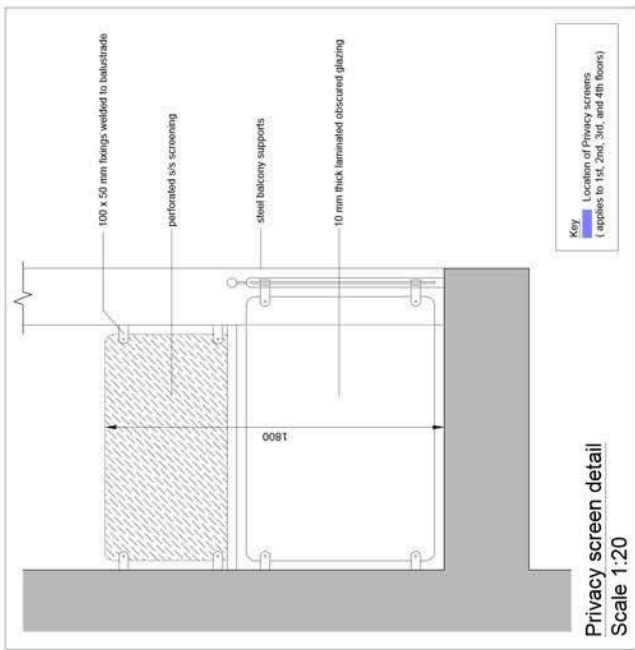 100 x 50 mm fixings welded to balustrade
perforated s/s screening
steel balcony supports
10 mm thick laminated obscured glazing
1800
Key
Location of Privacy screens
( applies to 1st, 2nd, 3rd, and 4th floors)
Privacy screen detail
Scale 1:20